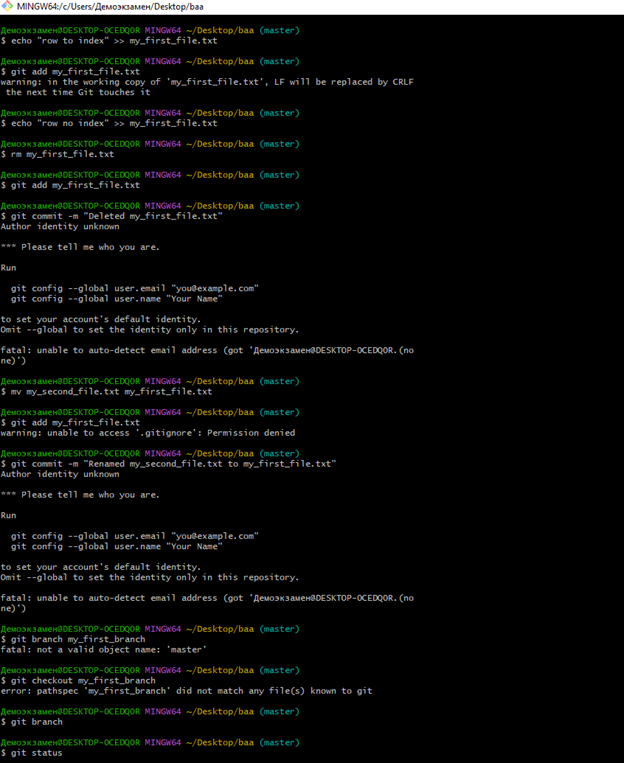 MINGW64:/c/Users/Демоэкзамен/Desktop/baa
Демоэкзамен@DESKTOP-OCEDQOR MINGW64 ~/Desktop/baa (master)
$ echo "row to index" >> my_first_file.txt
Демоэкзамен@DESKTOP-OCEDQOR MINGW64 ~/Desktop/baa (master)
$ git add my_first_file.txt
warning: in the working copy of 'my_first_file.txt', LF will be replaced by CRLF
 the next time Git touches it
Демоэкзамен@DESKTOP-OCEDQOR MINGW64 ~/Desktop/baa (master)
$ echo "row no index" >> my_first_file.txt
Демоэкзамен@DESKTOP-OCEDQOR MINGW64 ~/Desktop/baa (master)
$ rm my_first_file.txt
Демоэкзамен@DESKTOP-OCEDQOR MINGW64 ~/Desktop/baa (master)
$ git add my_first_file.txt
Демоэкзамен@DESKTOP-OCEDQOR MINGW64 ~/Desktop/baa (master)
$ git commit -m "Deleted my_first_file.txt"
Author identity unknown
*** Please tell me who you are.
Run
  git config --global user.email "you@example.com"
  git config --global user.name "Your Name"
to set your account's default identity.
Omit --global to set the identity only in this repository.
fatal: unable to auto-detect email address (got 'Демоэкзамен@DESKTOP-OCEDQOR.(no
ne)')
Демоэкзамен@DESKTOP-OCEDQOR MINGW64 ~/Desktop/baa (master)
$ mv my_second_file.txt my_first_file.txt
Демоэкзамен@DESKTOP-OCEDQOR MINGW64 ~/Desktop/baa (master)
$ git add my_first_file.txt
warning: unable to access '.gitignore': Permission denied
Демоэкзамен@DESKTOP-OCEDQOR MINGW64 ~/Desktop/baa (master)
$ git commit -m "Renamed my_second_file.txt to my_first_file.txt"
Author identity unknown
*** Please tell me who you are.
Run
  git config --global user.email "you@example.com"
  git config --global user.name "Your Name"
to set your account's default identity.
Omit --global to set the identity only in this repository.
fatal: unable to auto-detect email address (got 'Демоэкзамен@DESKTOP-OCEDQOR.(no
ne)')
Демоэкзамен@DESKTOP-OCEDQOR MINGW64 ~/Desktop/baa (master)
$ git branch my_first_branch
fatal: not a valid object name: 'master'
Демоэкзамен@DESKTOP-OCEDQOR MINGW64 ~/Desktop/baa (master)
$ git checkout my_first_branch
error: pathspec 'my_first_branch' did not match any file(s) known to git
Демоэкзамен@DESKTOP-OCEDQOR MINGW64 ~/Desktop/baa (master)
$ git branch
Демоэкзамен@DESKTOP-OCEDQOR MINGW64 ~/Desktop/baa (master)
$ git status